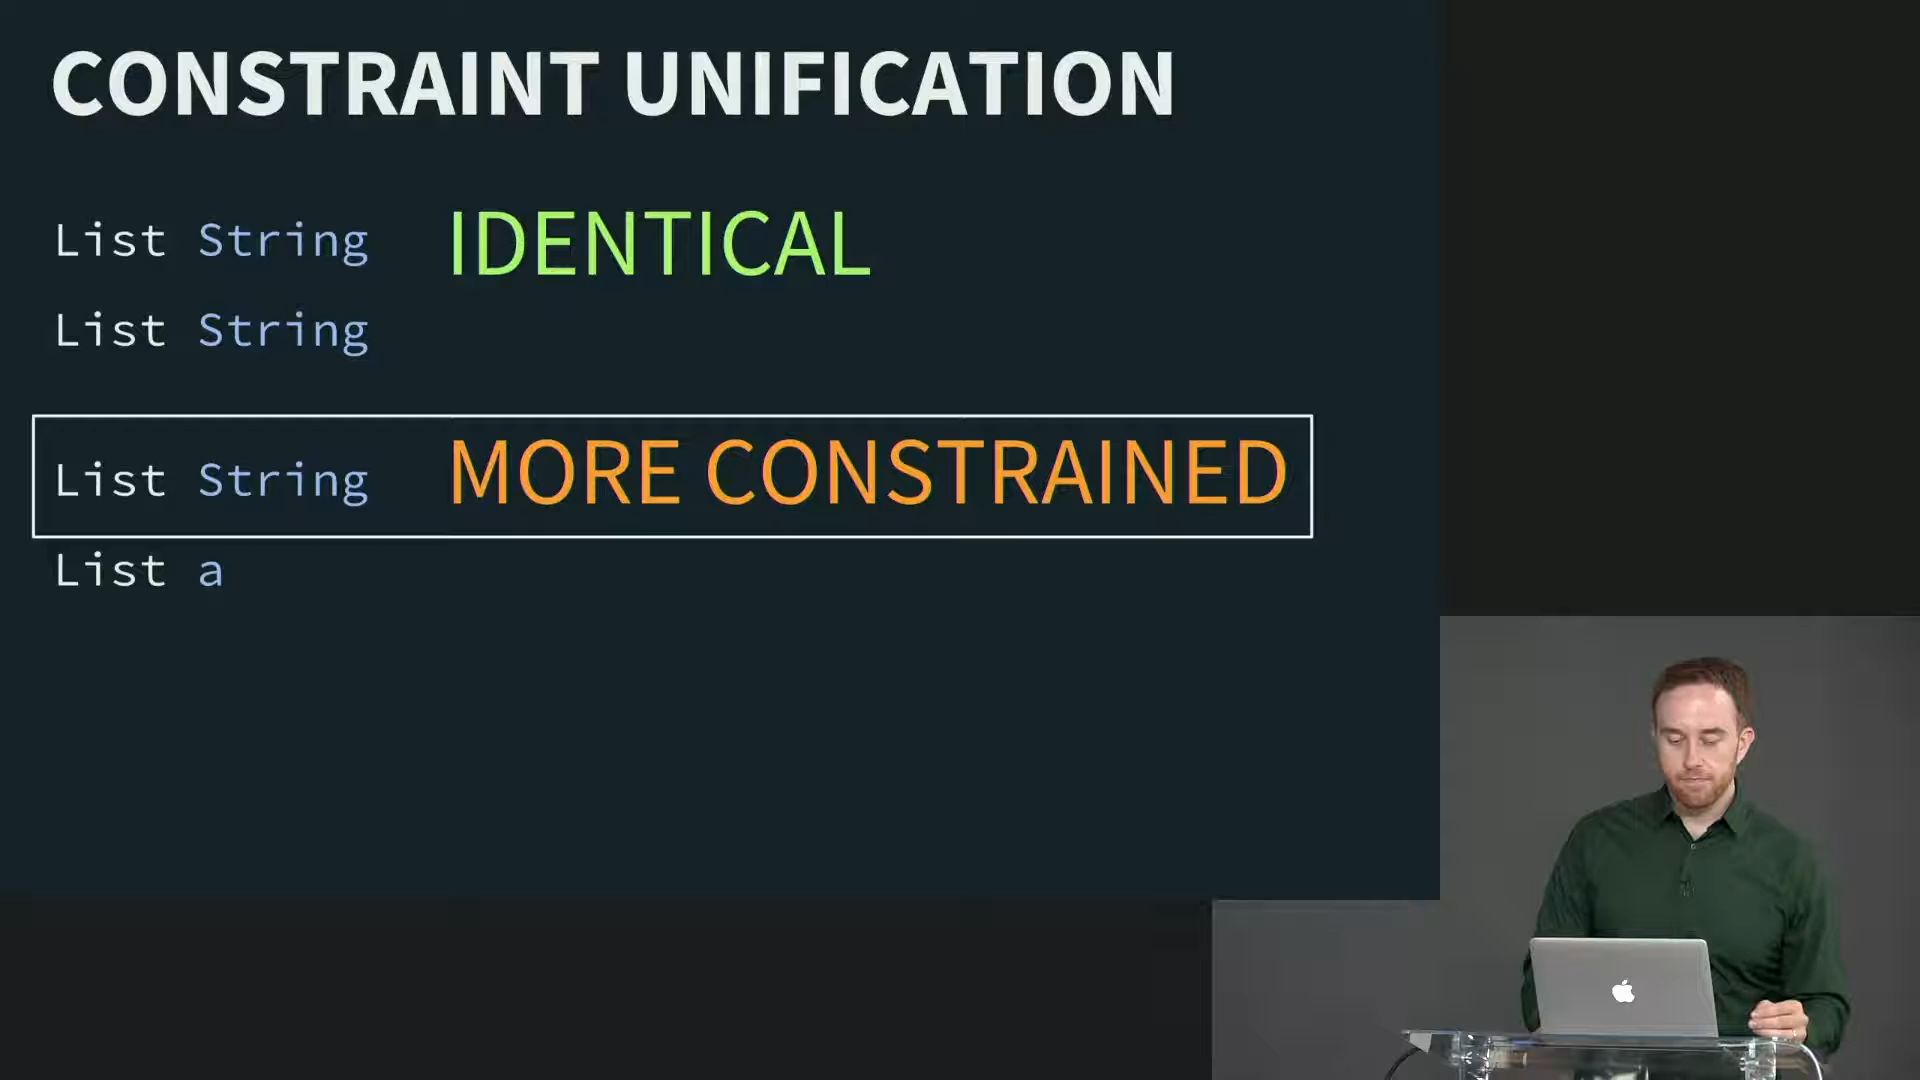 CONSTRAINT UNIFICATION
List String IDENTICAL
List String
List String MORE CONSTRAINED
List a